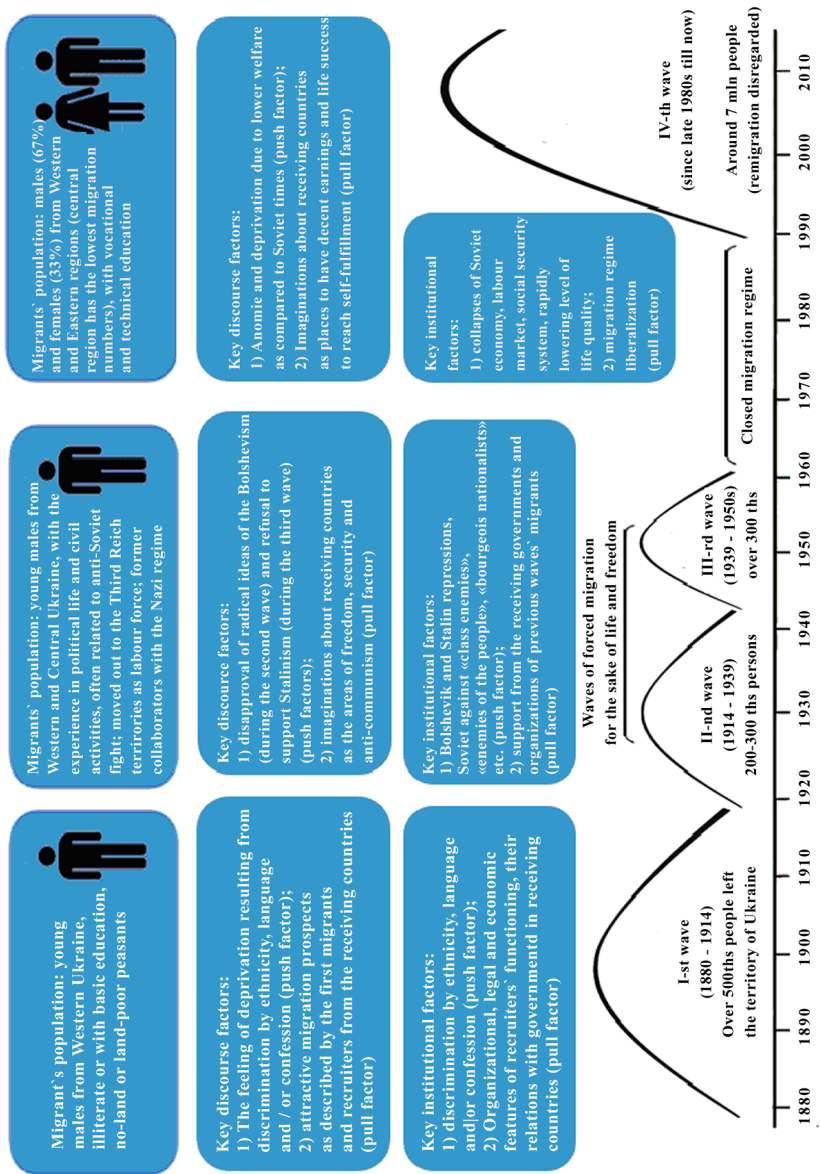 Migrant`s population: young
males from Western Ukraine,
illiterate or with basic education,
no-land or land-poor peasants
Migrants` population: young males from
Western and Central Ukraine, with the
experience in political life and civil
activities, often related to anti-Soviet
fight; moved out to the Third Reich
terrirories as labour force; former
collaborators with the Nazi regime
Migrants` population: males (67%)
and females (33%) from Western
and Eastern regions (central
region has the lowest migration
numbers), with vocational
and technical education
Key discourse factors:
1) The feeling of deprivation resulting from
discrimination by ethnicity, language
and / or confession (push factor);
2) attractive migration prospects
as described by the first migrants
and recruiters from the receiving countries
(pull factor)
Key discource factors:
1) disapproval of radical ideas of the Bolshevism
(during the second wave) and refusal to
support Stalinism (during the third wave)
(push factors);
2) imaginations about receiving countries
as the areas of freedom, security and
anti-communism (pull factor)
Key discourse factors:
1) Anomie and deprivation due to lower welfare
as compared to Soviet times (push factor);
2) Imaginations about receiving countries
as places to have decent earnings and life success
to reach self-fulfillment (pull factor)
Key institutional factors:
1) discrimination by ethnicity, language
and/or confession (push factor);
2) Organizational, legal and economic
features of recruiters` functioning, their
relations with governmentd in receiving
countries (pull factor)
Key institutional factors:
1) Bolshevik and Stalin repressions,
Soviet against «class enemies»,
«enemies of the people», «bourgeois nationalists»
etc. (push factor);
2) support from the receiving governments and
organizations of previous waves` migrants
(pull factor)
Key institutional
factors:
1) collapses of Soviet
economy, labour
market, social security
system, rapidly
lowering level of
life quality;
2) migration regime
liberalization
(pull factor)
Waves of forced migration
for the sake of life and freedom
I-st wave
(1880 - 1914)
Over 500ths people left
the territory of Ukraine
II-nd wave
(1914 - 1939)
200-300 ths persons
III-rd wave
(1939 - 1950s)
over 300 ths
Closed migration regime
IV-th wave
(since late 1980s till now)
Around 7 mln people
(remigration disregarded)
1880
1890
1900
1910
1920
1930
1940
1950
1960
1970
1980
1990
2000
2010